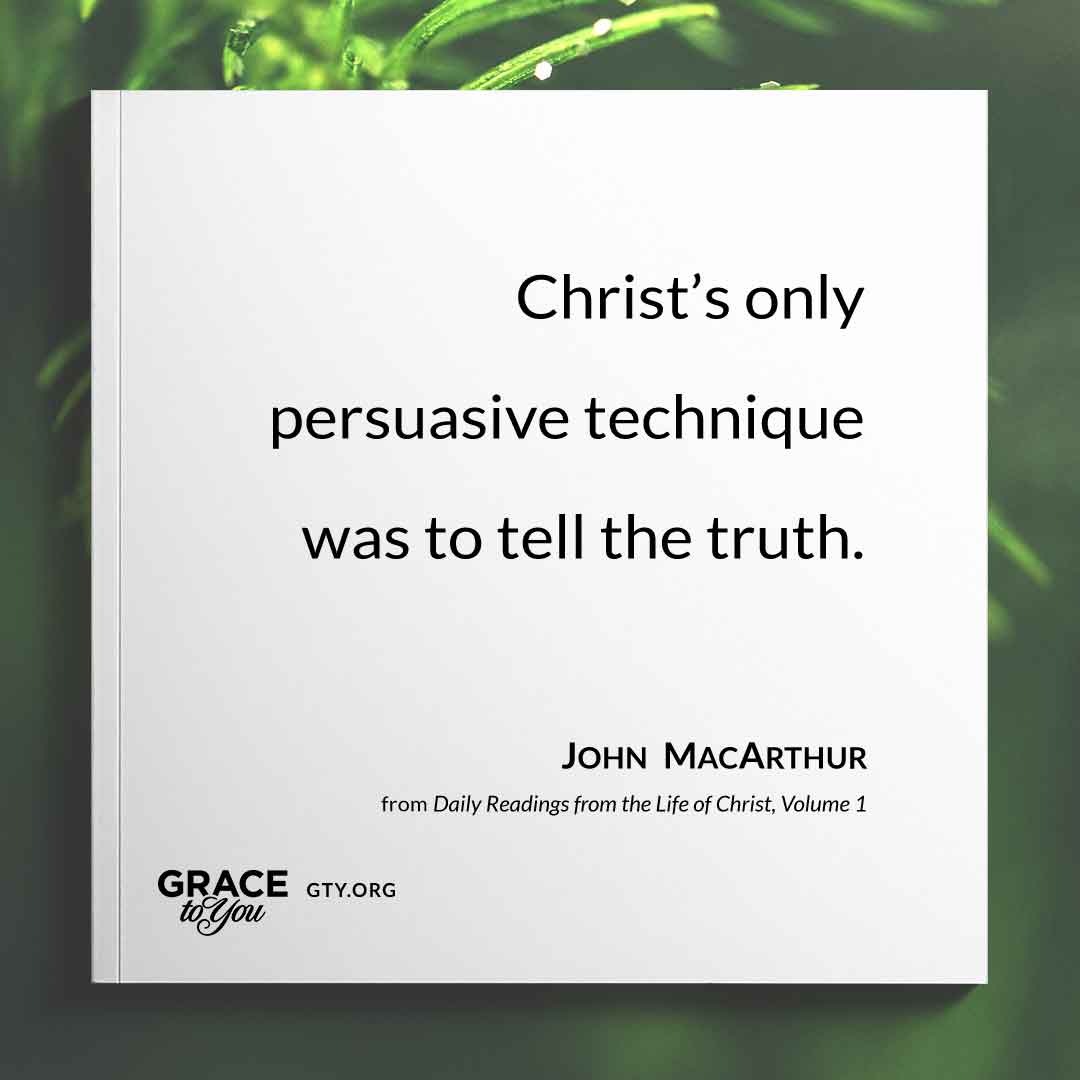 Christ’s only
persuasive technique
was to tell the truth.
John MacArthur
from Daily Readings from the Life of Christ, Volume 1
GRACE
to You
GTY.ORG